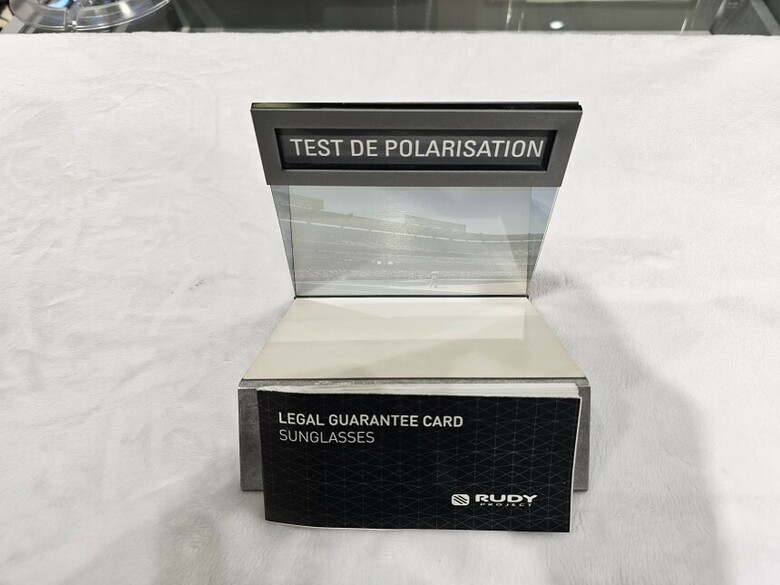 TEST DE POLARISATION
LEGAL GUARANTEE CARD
SUNGLASSES
RUDY
PROJECT